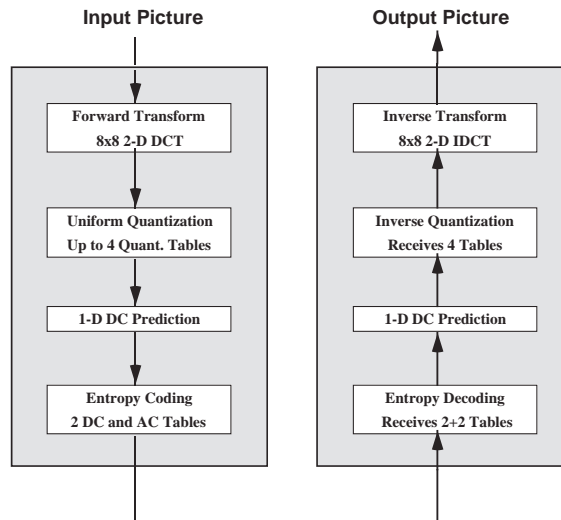 Input Picture
Forward Transform
8x8 2-D DCT
Uniform Quantization
Up to 4 Quant. Tables
1-D DC Prediction
Entropy Coding
2 DC and AC Tables
Output Picture
Inverse Transform
8x8 2-D IDCT
Inverse Quantization
Receives 4 Tables
1-D DC Prediction
Entropy Decoding
Receives 2+2 Tables